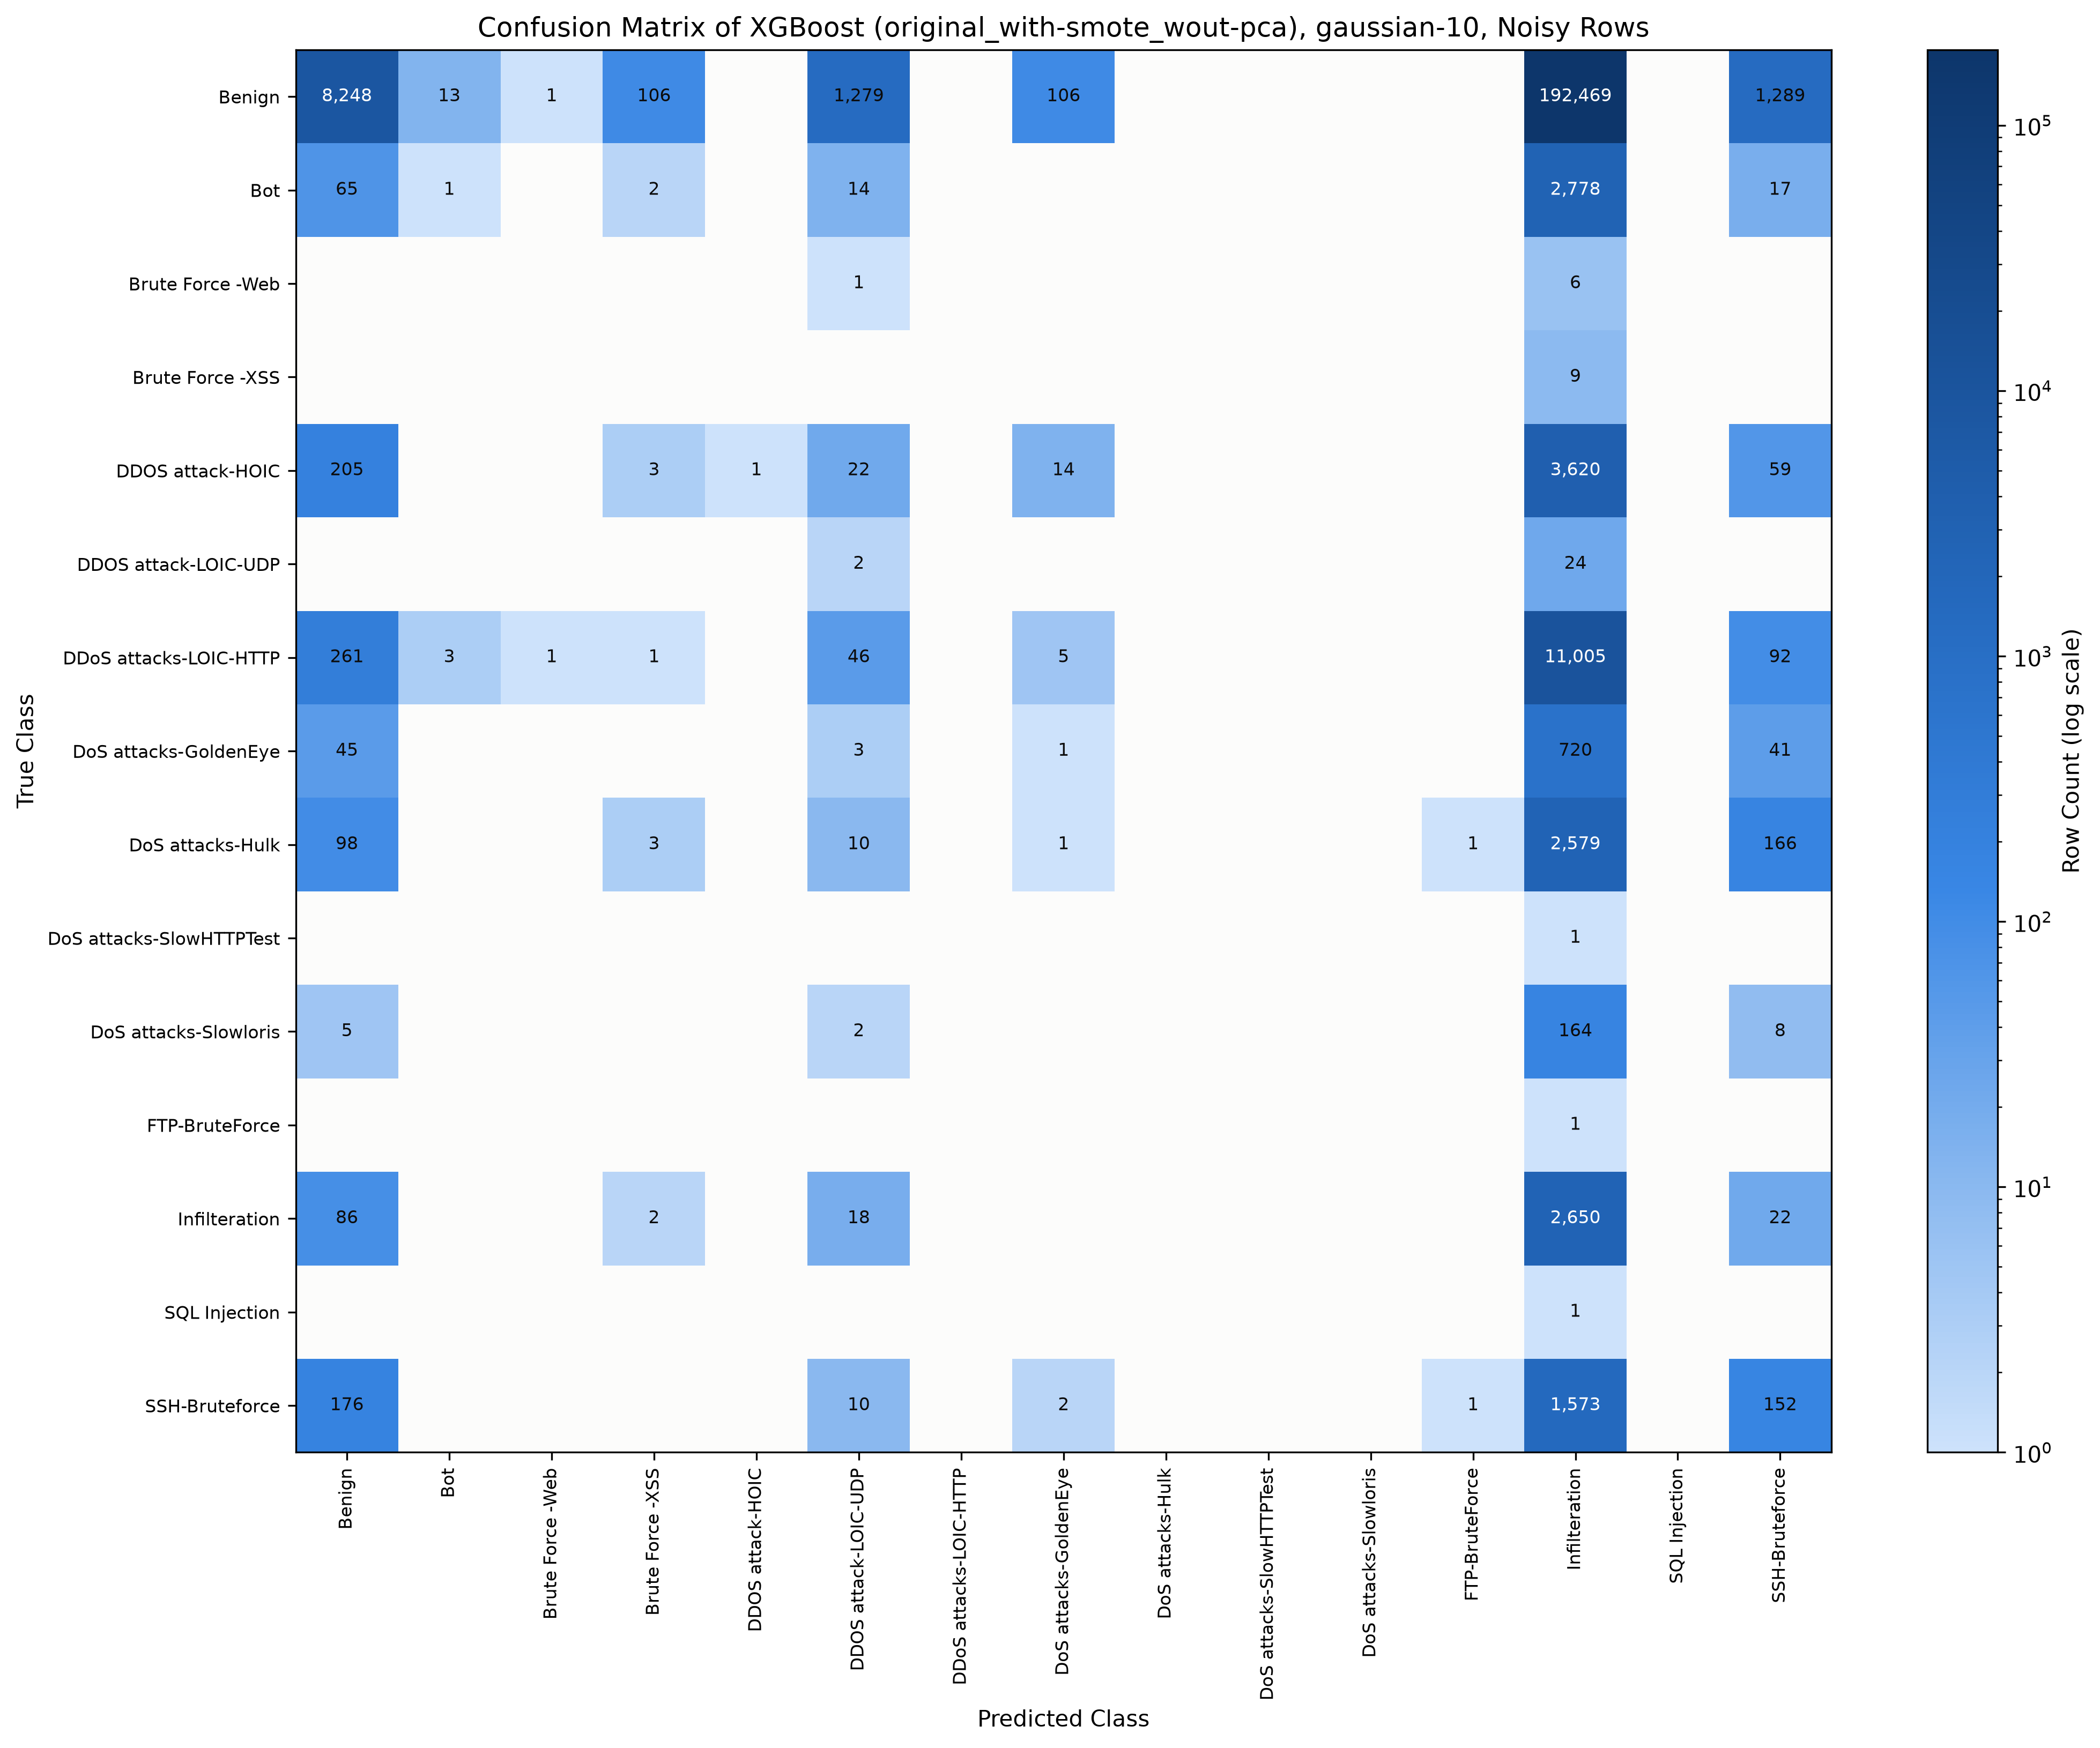 Confusion Matrix of XGBoost (original_with-smote_wout-pca), gaussian-10, Noisy Rows
True Class
Benign 8,248 13 1 106 1,279 106 192,469 1,289
Bot 65 1 2 14 2,778 17
Brute Force -Web 1 6
Brute Force -XSS 9
DDOS attack-HOIC 205 3 1 22 14 3,620 59
DDOS attack-LOIC-UDP 2 24
DDoS attacks-LOIC-HTTP 261 3 1 1 46 5 11,005 92
DoS attacks-GoldenEye 45 3 1 720 41
DoS attacks-Hulk 98 3 10 1 1 2,579 166
DoS attacks-SlowHTTPTest 1
DoS attacks-Slowloris 5 2 164 8
FTP-BruteForce 1
Infilteration 86 2 18 2,650 22
SQL Injection 1
SSH-Bruteforce 176 10 2 1 1,573 152
Benign
Bot
Brute Force -Web
Brute Force -XSS
DDOS attack-HOIC
DDOS attack-LOIC-UDP
DDoS attacks-LOIC-HTTP
DoS attacks-GoldenEye
DoS attacks-Hulk
DoS attacks-SlowHTTPTest
DoS attacks-Slowloris
FTP-BruteForce
Infilteration
SQL Injection
SSH-Bruteforce
Predicted Class
10⁵
10⁴
10³
10²
10¹
10⁰
Row Count (log scale)